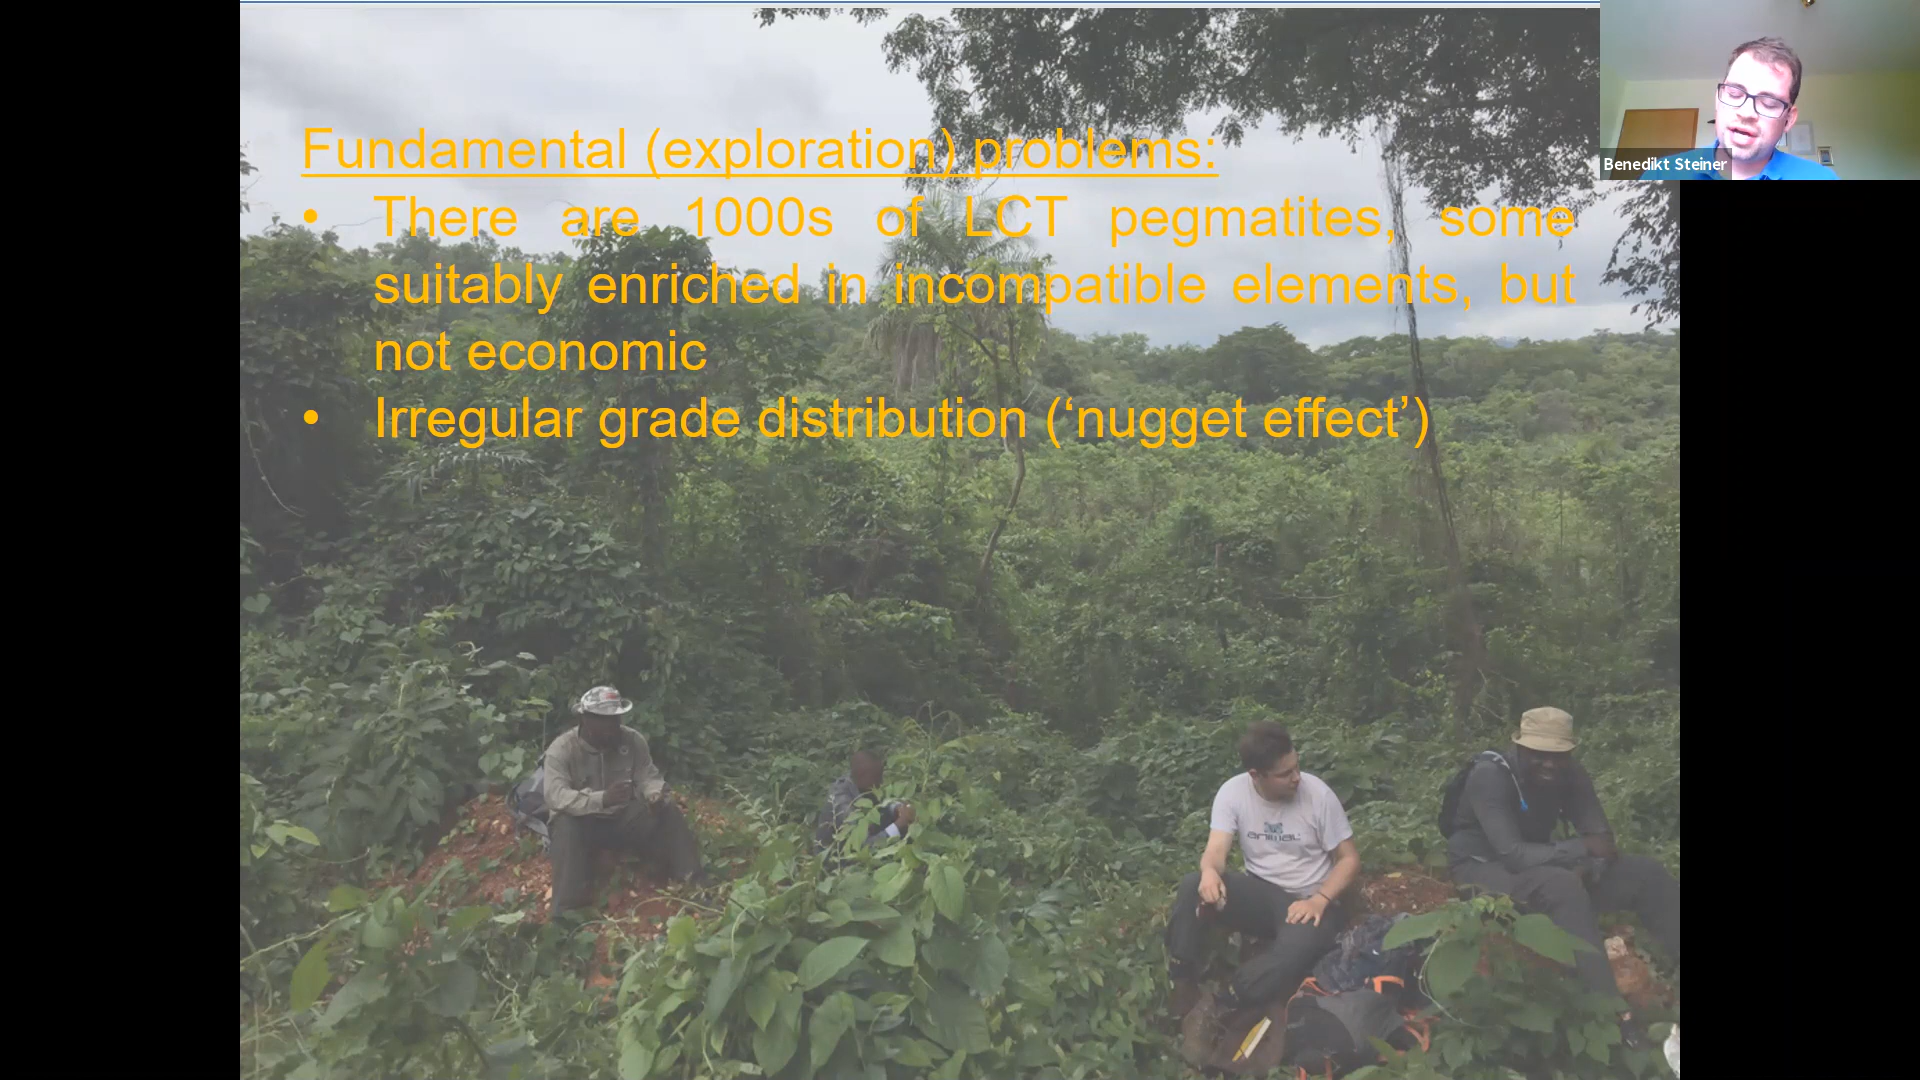 Fundamental (exploration) problems:
• There are 1000s of LCT pegmatites, some
suitably enriched in incompatible elements, but
not economic
• Irregular grade distribution (‘nugget effect’)
Benedikt Steiner
animal